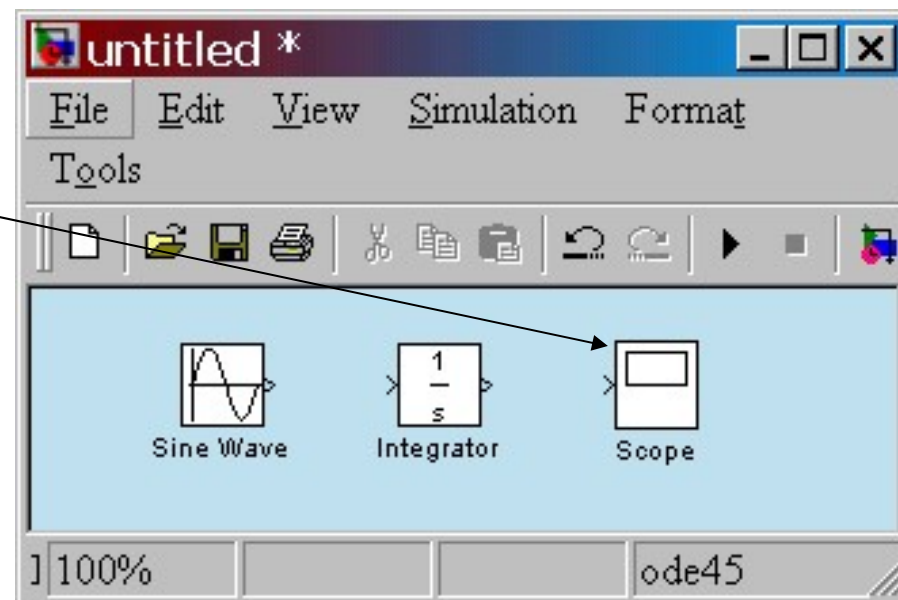 untitled *
File Edit View Simulation Format
Tools
1
s
Sine Wave Integrator Scope
100% ode45